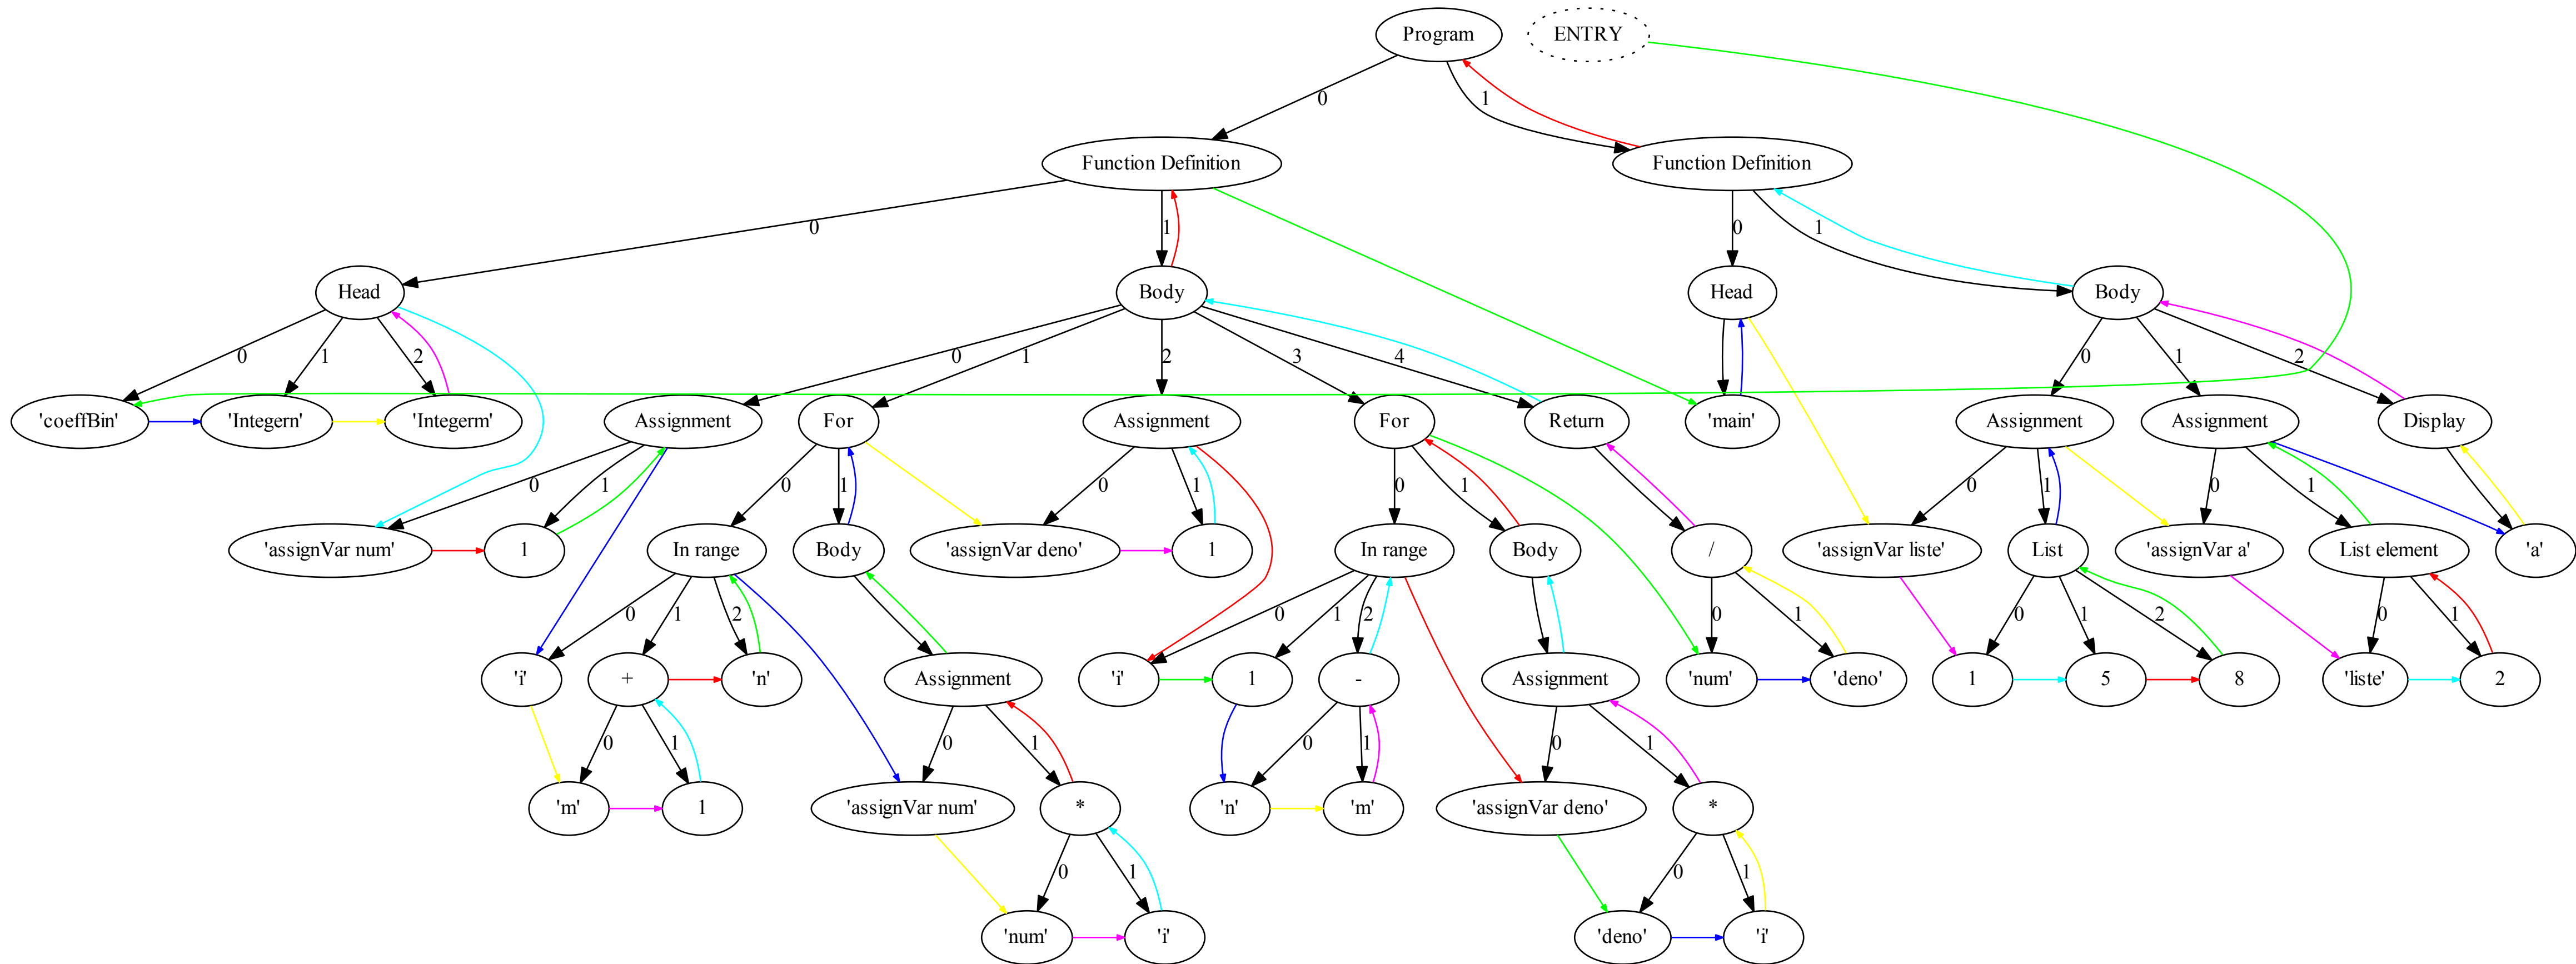 Program ENTRY
0 1
Function Definition Function Definition
0 1 0 1
Head Body Head Body
0 1 2 0 1 2 3 4 0 1 2
'coeffBin' 'Integern' 'Integerm' Assignment For Assignment For Return 'main' Assignment Assignment Display
0 1 0 1 0 1 0 1 0 1 0 1
'assignVar num' 1 In range Body 'assignVar deno' 1 In range Body / 'assignVar liste' List 'assignVar a' List element 'a'
0 1 2 0 1 2 0 1 0 1 2 0 1
'i' + 'n' Assignment 'i' 1 - Assignment 'num' 'deno' 1 5 8 'liste' 2
0 1 0 1 0 1 0 1
'm' 1 'assignVar num' * 'n' 'm' 'assignVar deno' *
0 1 0 1
'num' 'i' 'deno' 'i'